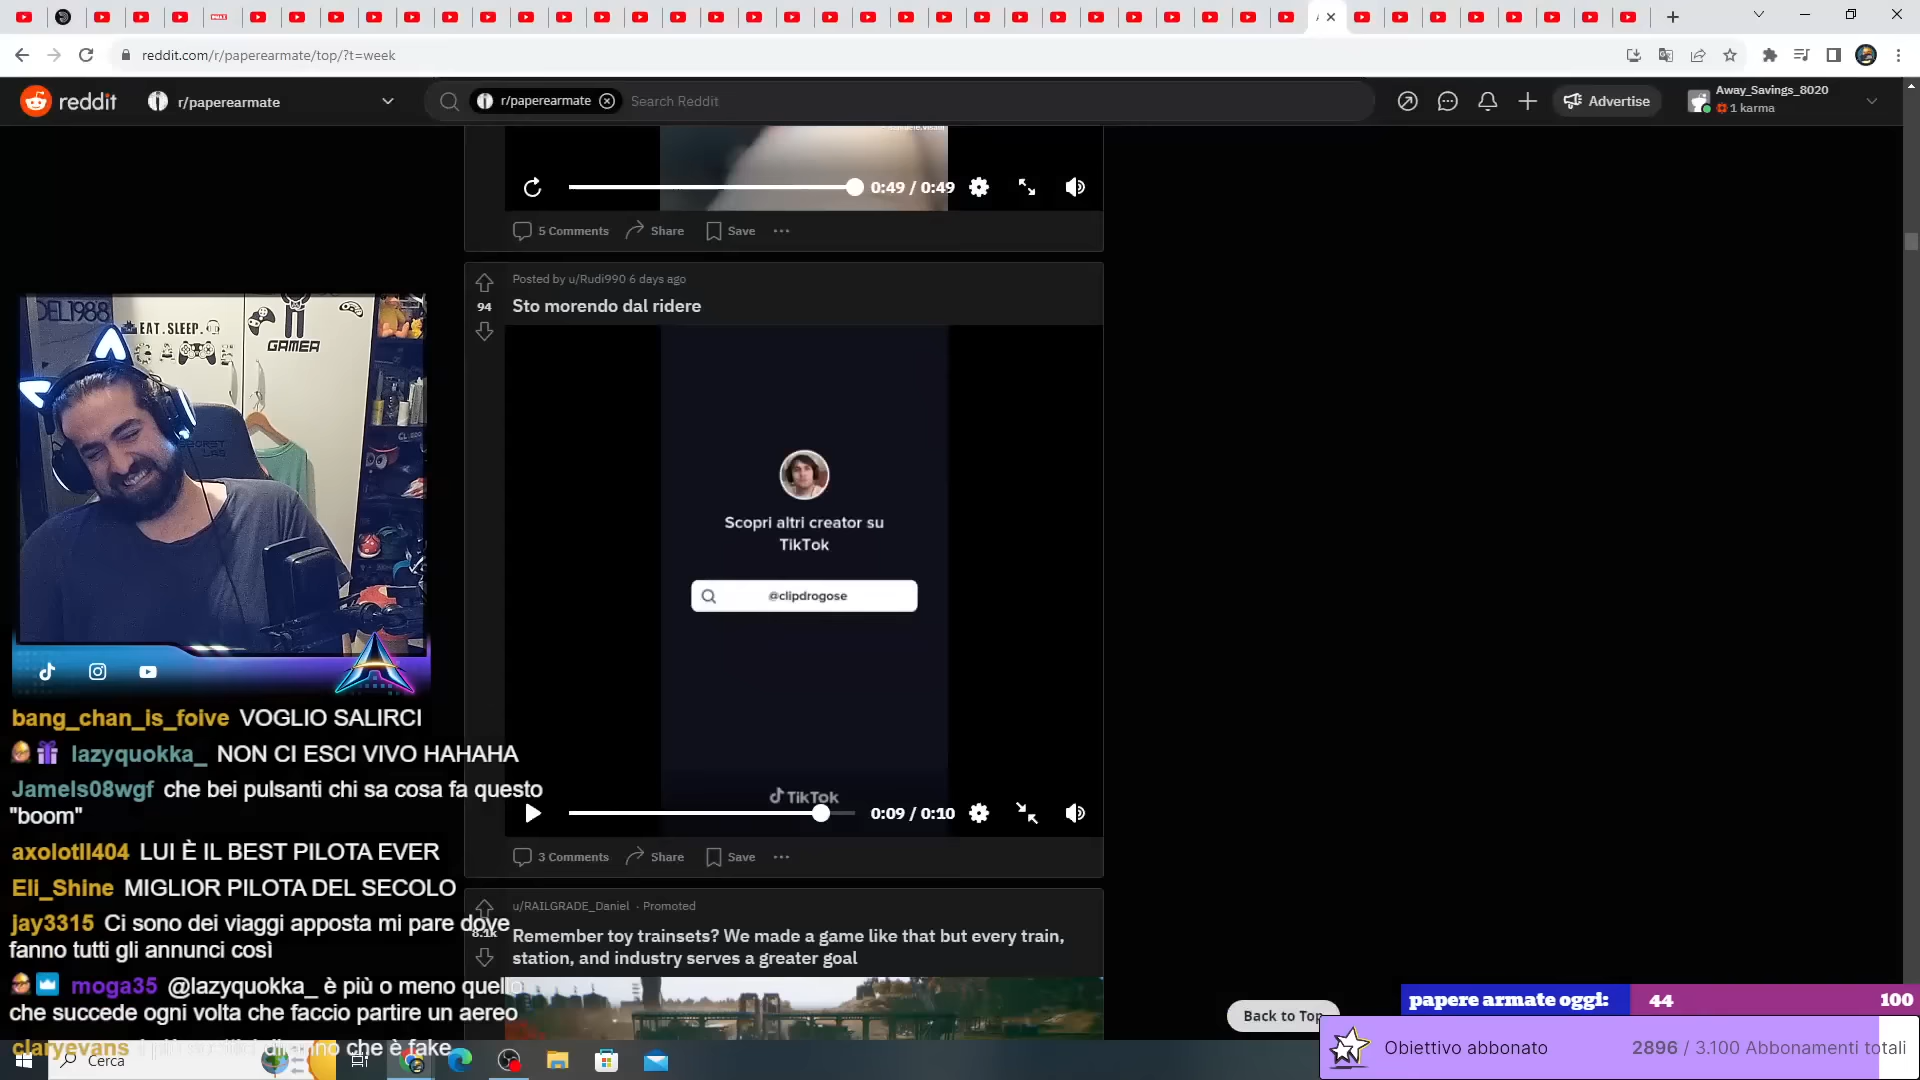 reddit.com/r/paperearmate/top/?t=week
reddit
r/paperearmate
r/paperearmate
Search Reddit
Advertise
Away_Savings_8020
1 karma
0:49 / 0:49
5 Comments
Share
Save
Posted by u/Rudi990 6 days ago
94
Sto morendo dal ridere
DEL1988
EAT.SLEEP.
GAMER
Scopri altri creator su
TikTok
@clipdrogose
TikTok
0:09 / 0:10
3 Comments
Share
Save
bang_chan_is_foive VOGLIO SALIRCI
lazyquokka_ NON CI ESCI VIVO HAHAHA
Jamels08wgf che bei pulsanti chi sa cosa fa questo
"boom"
axolotll404 LUI È IL BEST PILOTA EVER
Eli_Shine MIGLIOR PILOTA DEL SECOLO
jay3315 Ci sono dei viaggi apposta mi pare dove
fanno tutti gli annunci così
moga35 @lazyquokka_ è più o meno quello
che succede ogni volta che faccio partire un aereo
claryevans diranno che è fake
u/RAILGRADE_Daniel · Promoted
8.1k
Remember toy trainsets? We made a game like that but every train,
station, and industry serves a greater goal
Back to Top
papere armate oggi: 44 100
Obiettivo abbonato 2896 / 3.100 Abbonamenti totali
Cerca